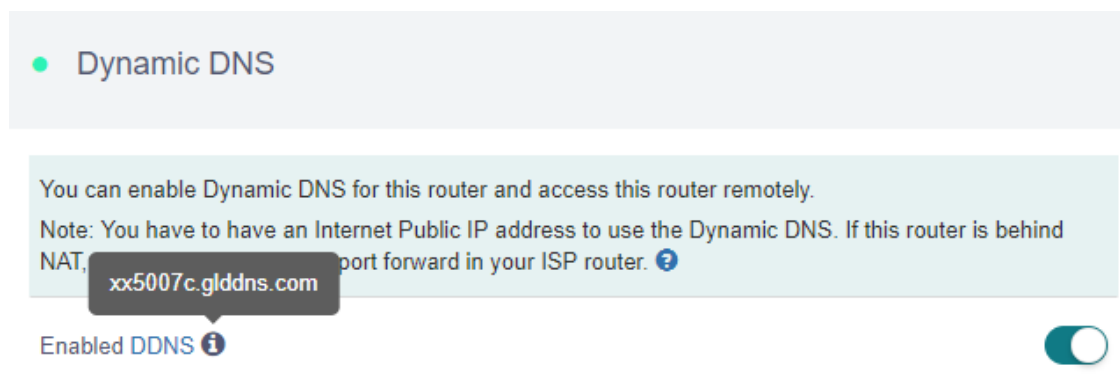 Dynamic DNS
You can enable Dynamic DNS for this router and access this router remotely.
Note: You have to have an Internet Public IP address to use the Dynamic DNS. If this router is behind
NAT, port forward in your ISP router.
xx5007c.glddns.com
Enabled DDNS